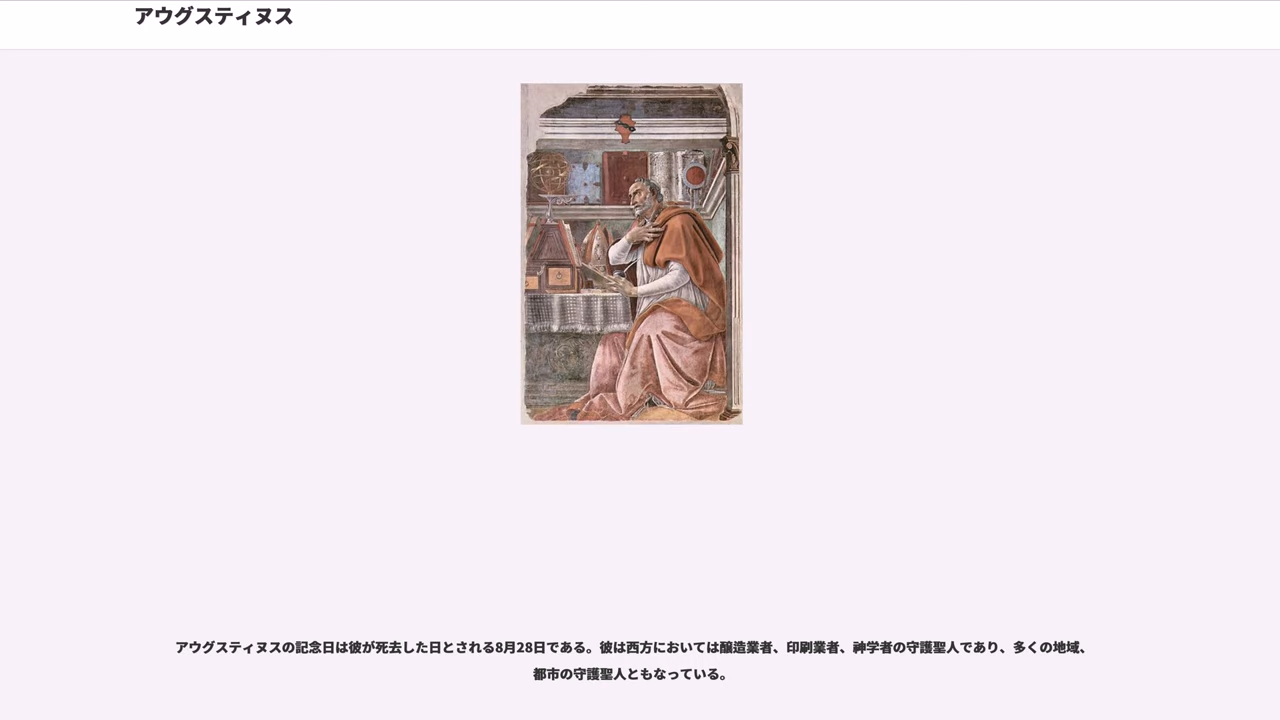 アウグスティヌス
アウグスティヌスの記念日は彼が死去した日とされる8月28日である。彼は西方においては醸造業者、印刷業者、神学者の守護聖人であり、多くの地域、
都市の守護聖人ともなっている。